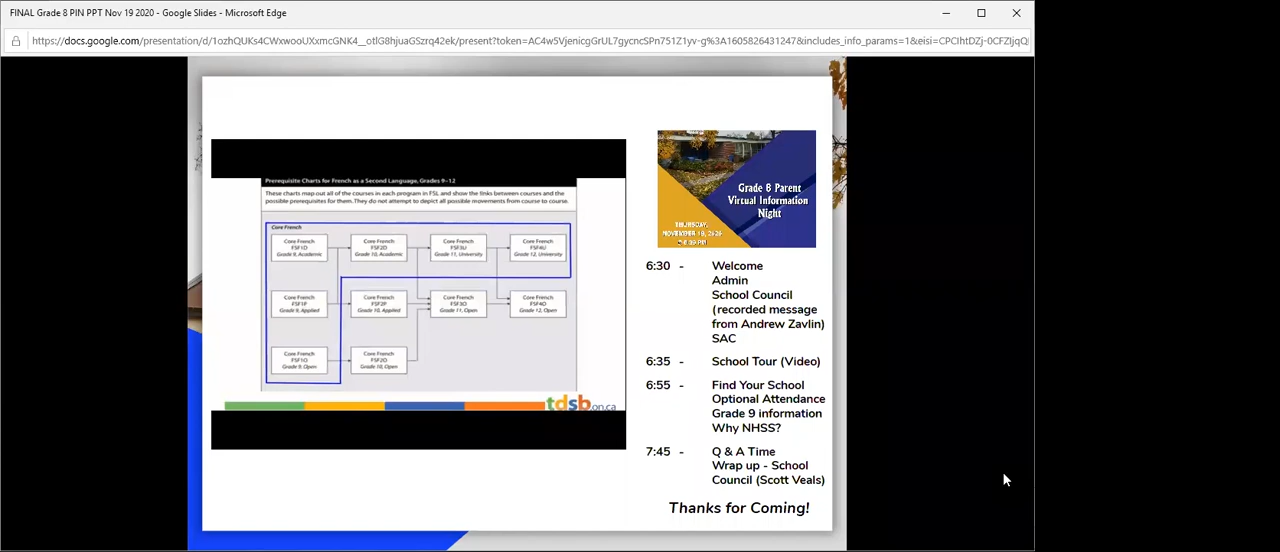 FINAL Grade 8 PIN PPT Nov 19 2020 - Google Slides - Microsoft Edge
Prerequisite Charts for French as a Second Language, Grades 9–12
These charts map out all of the courses in each program in FSL and show the links between courses and the
possible prerequisites for them. They do not attempt to depict all possible movements from course to course.
Core French
Core French
FSF1D
Grade 9, Academic
Core French
FSF2D
Grade 10, Academic
Core French
FSF3U
Grade 11, University
Core French
FSF4U
Grade 12, University
Core French
FSF1P
Grade 9, Applied
Core French
FSF2P
Grade 10, Applied
Core French
FSF3O
Grade 11, Open
Core French
FSF4O
Grade 12, Open
Core French
FSF1O
Grade 9, Open
Core French
FSF2O
Grade 10, Open
tdsb.on.ca
Grade 8 Parent
Virtual Information
Night
THURSDAY,
NOVEMBER 19, 2020
6:30 - Welcome
Admin
School Council
(recorded message
from Andrew Zavlin)
SAC
6:35 - School Tour (Video)
6:55 - Find Your School
Optional Attendance
Grade 9 information
Why NHSS?
7:45 - Q & A Time
Wrap up - School
Council (Scott Veals)
Thanks for Coming!